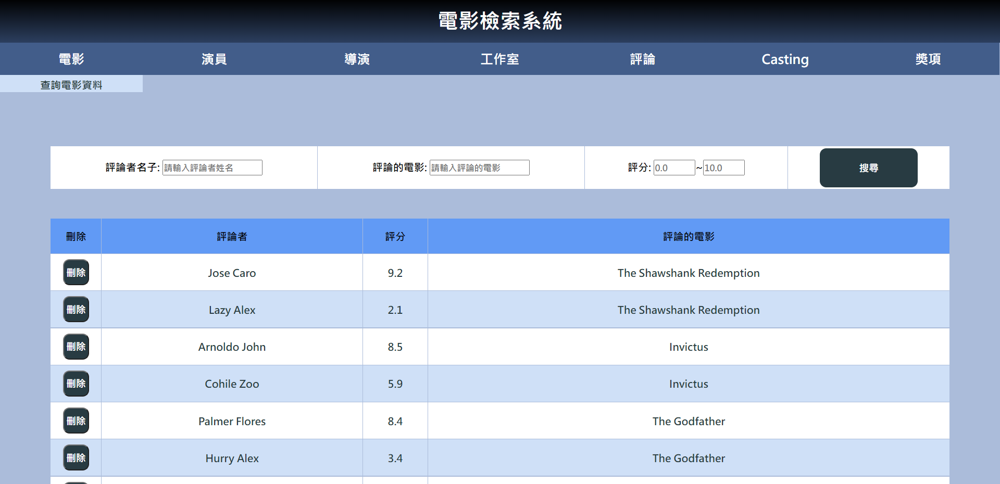 電影檢索系統
電影 演員 導演 工作室 評論 Casting 獎項
查詢電影資料
評論者名子: 請輸入評論者姓名 評論的電影: 請輸入評論的電影 評分: 0.0 ~ 10.0 搜尋
刪除 評論者 評分 評論的電影
刪除 Jose Caro 9.2 The Shawshank Redemption
刪除 Lazy Alex 2.1 The Shawshank Redemption
刪除 Arnoldo John 8.5 Invictus
刪除 Cohile Zoo 5.9 Invictus
刪除 Palmer Flores 8.4 The Godfather
刪除 Hurry Alex 3.4 The Godfather